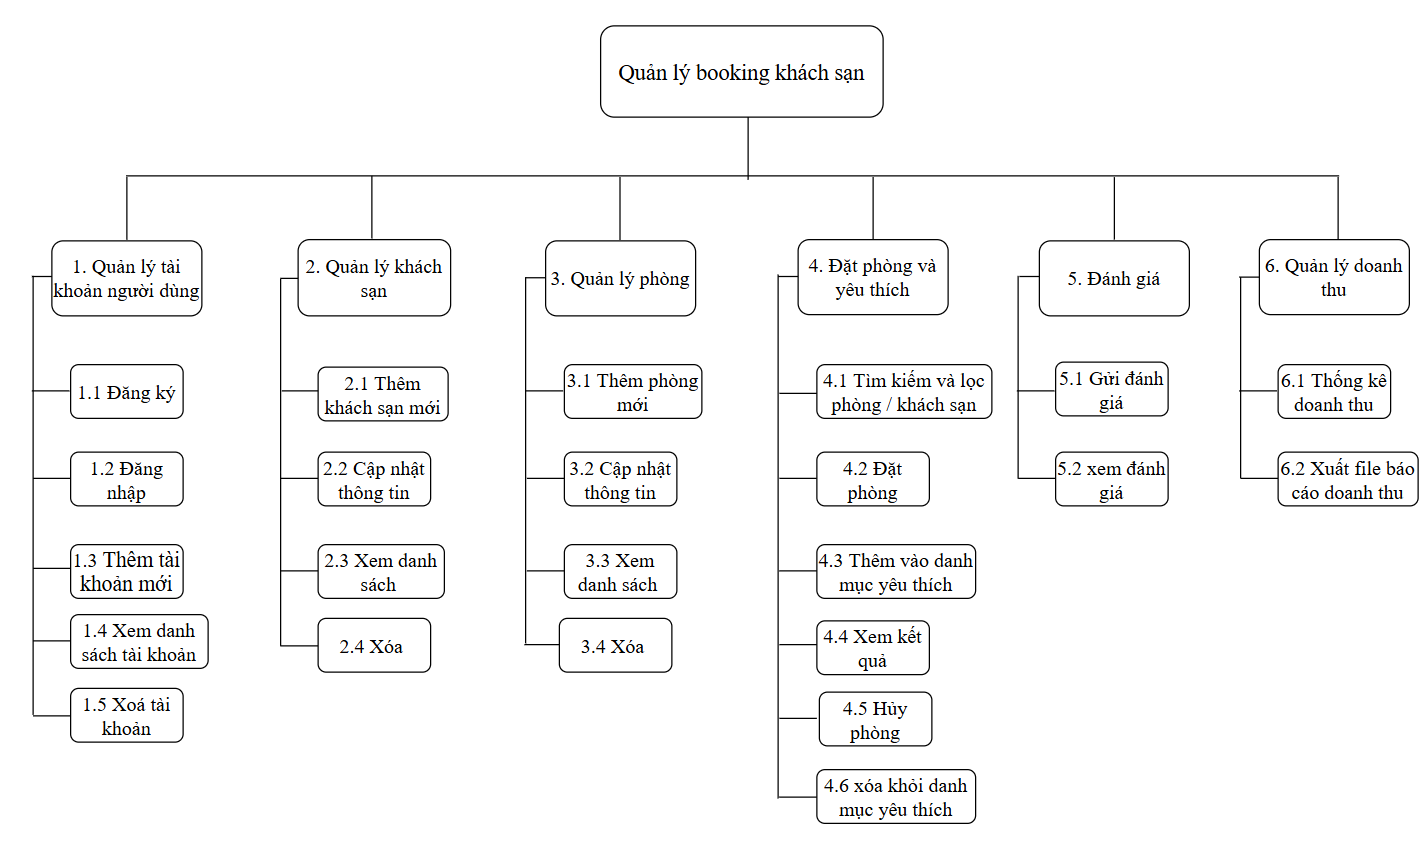 Quản lý booking khách sạn
1. Quản lý tài
khoản người dùng
1.1 Đăng ký
1.2 Đăng
nhập
1.3 Thêm tài
khoản mới
1.4 Xem danh
sách tài khoản
1.5 Xoá tài
khoản
2. Quản lý khách
sạn
2.1 Thêm
khách sạn mới
2.2 Cập nhật
thông tin
2.3 Xem danh
sách
2.4 Xóa
3. Quản lý phòng
3.1 Thêm phòng
mới
3.2 Cập nhật
thông tin
3.3 Xem
danh sách
3.4 Xóa
4. Đặt phòng và
yêu thích
4.1 Tìm kiếm và lọc
phòng / khách sạn
4.2 Đặt
phòng
4.3 Thêm vào danh
mục yêu thích
4.4 Xem kết
quả
4.5 Hủy
phòng
4.6 xóa khỏi danh
mục yêu thích
5. Đánh giá
5.1 Gửi đánh
giá
5.2 xem đánh
giá
6. Quản lý doanh
thu
6.1 Thống kê
doanh thu
6.2 Xuất file báo
cáo doanh thu